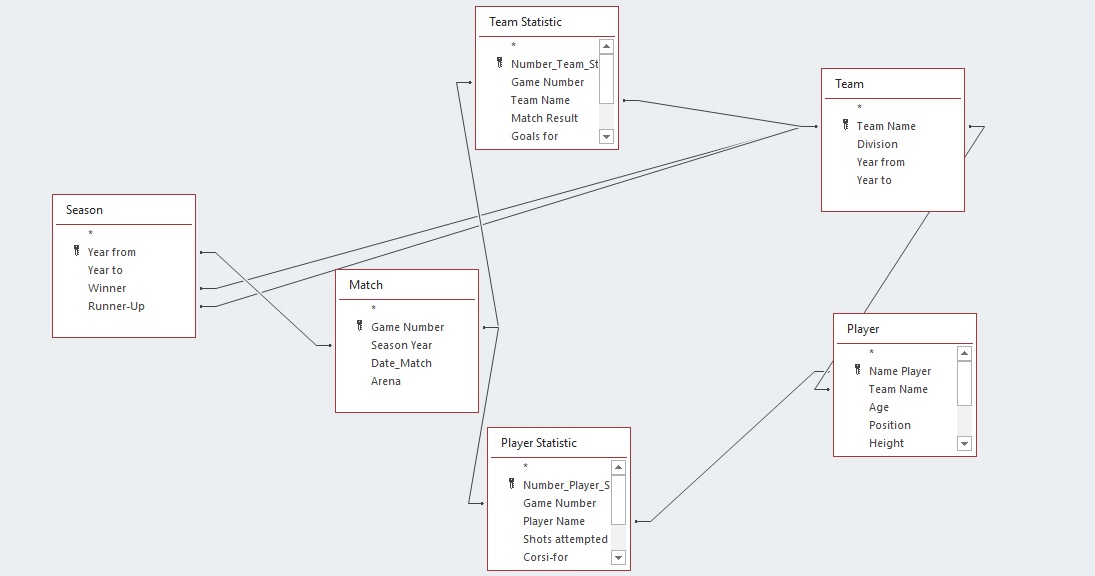 Team Statistic
*
Number_Team_St
Game Number
Team Name
Match Result
Goals for
Team
*
Team Name
Division
Year from
Year to
Season
*
Year from
Year to
Winner
Runner-Up
Match
*
Game Number
Season Year
Date_Match
Arena
Player
*
Name Player
Team Name
Age
Position
Height
Player Statistic
*
Number_Player_S
Game Number
Player Name
Shots attempted
Corsi-for